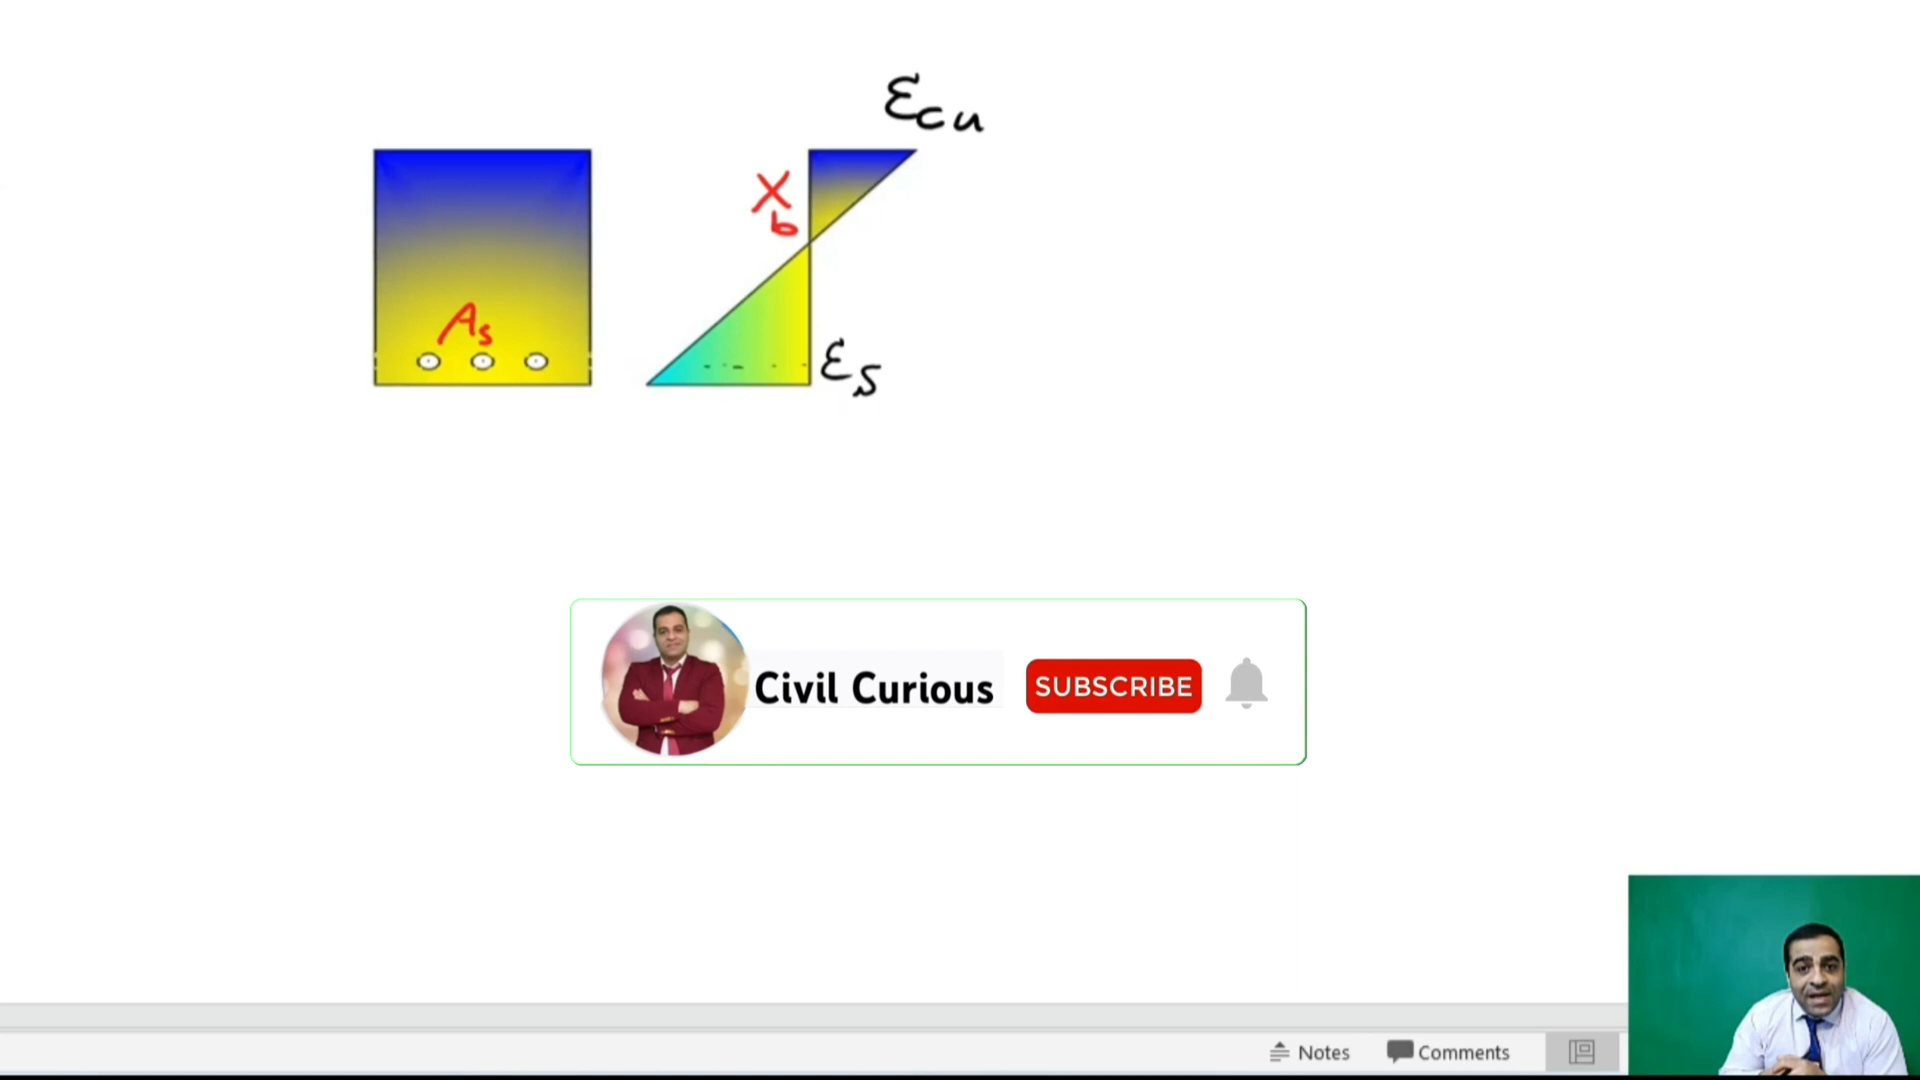 εcu
Xb
As
εs
Civil Curious
SUBSCRIBE
Notes
Comments